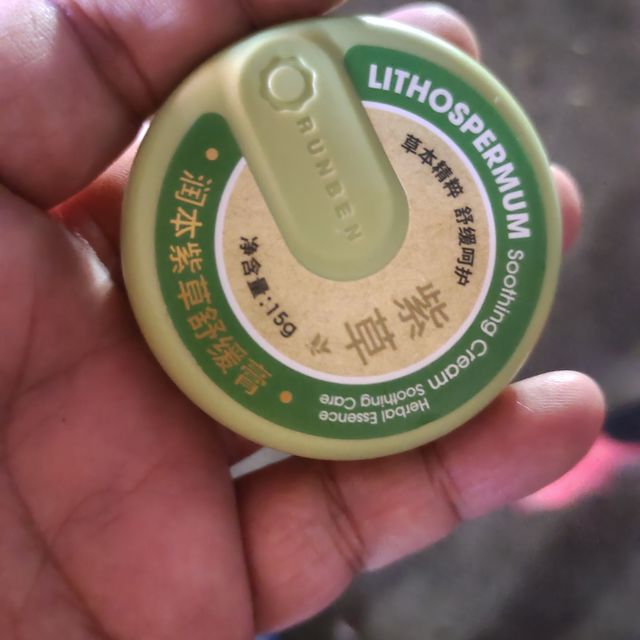 RUNBEN
LITHOSPERMUM Soothing Cream
Herbal Essence
Soothing Care
草本精粹 舒缓呵护
紫草
净含量:15g
润本紫草舒缓膏